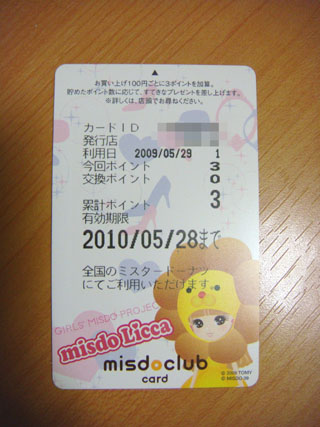 お買い上げ100円ごとに3ポイントを加算。
貯めたポイント数に応じて、すてきなプレゼントを差し上げます。
※詳しくは、店頭でお尋ねください。
カードID
発行店
利用日 2009/05/29 1
今回ポイント 3
交換ポイント 0
累計ポイント 3
有効期限
2010/05/28まで
全国のミスタードーナツ
にてご利用いただけます。
GIRLS' MISDO PROJECT
misdo Licca
misdoclub
card
© 2009 TOMY